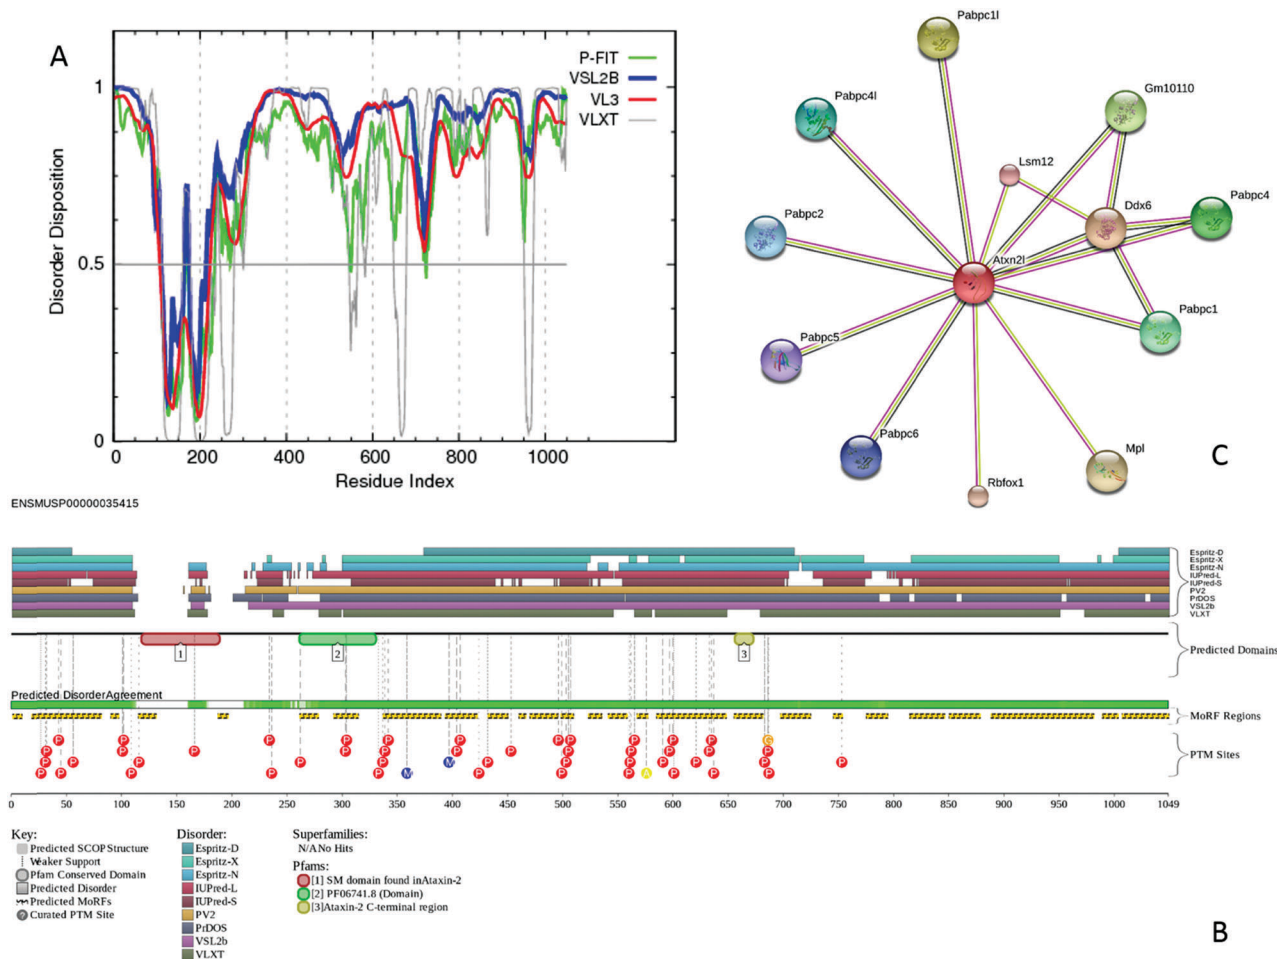 A
P-FIT
VSL2B
VL3
VLXT
Disorder Disposition
1
0.5
0
0 200 400 600 800 1000
Residue Index
Pabpc1l
Gm10110
Pabpc4l
Lsm12
Ddx6
Pabpc4
Pabpc2
Atxn2l
Pabpc1
Pabpc5
Pabpc6
Mpl
Rbfox1
C
ENSMUSP00000035415
Espritz-D
Espritz-X
Espritz-N
IUPred-L
IUPred-S
PV2
PrDOS
VSL2b
VLXT
1 2 3
Predicted Domains
Predicted DisorderAgreement
MoRF Regions
P P P P P P P P P G
P P P P P P M P P P P P
P P P P P P P P P P P
P P P P P M P P P A P P P
PTM Sites
0 50 100 150 200 250 300 350 400 450 500 550 600 650 700 750 800 850 900 950 1000 1049
Key:
Predicted SCOPStructure
Weaker Support
Pfam Conserved Domain
Predicted Disorder
Predicted MoRFs
? Curated PTM Site
Disorder:
Espritz-D
Espritz-X
Espritz-N
IUPred-L
IUPred-S
PV2
PrDOS
VSL2b
VLXT
Superfamilies:
N/ANo Hits
Pfams:
[1] SM domain found inAtaxin-2
[2] PF06741.8 (Domain)
[3]Ataxin-2 C-terminal region
B